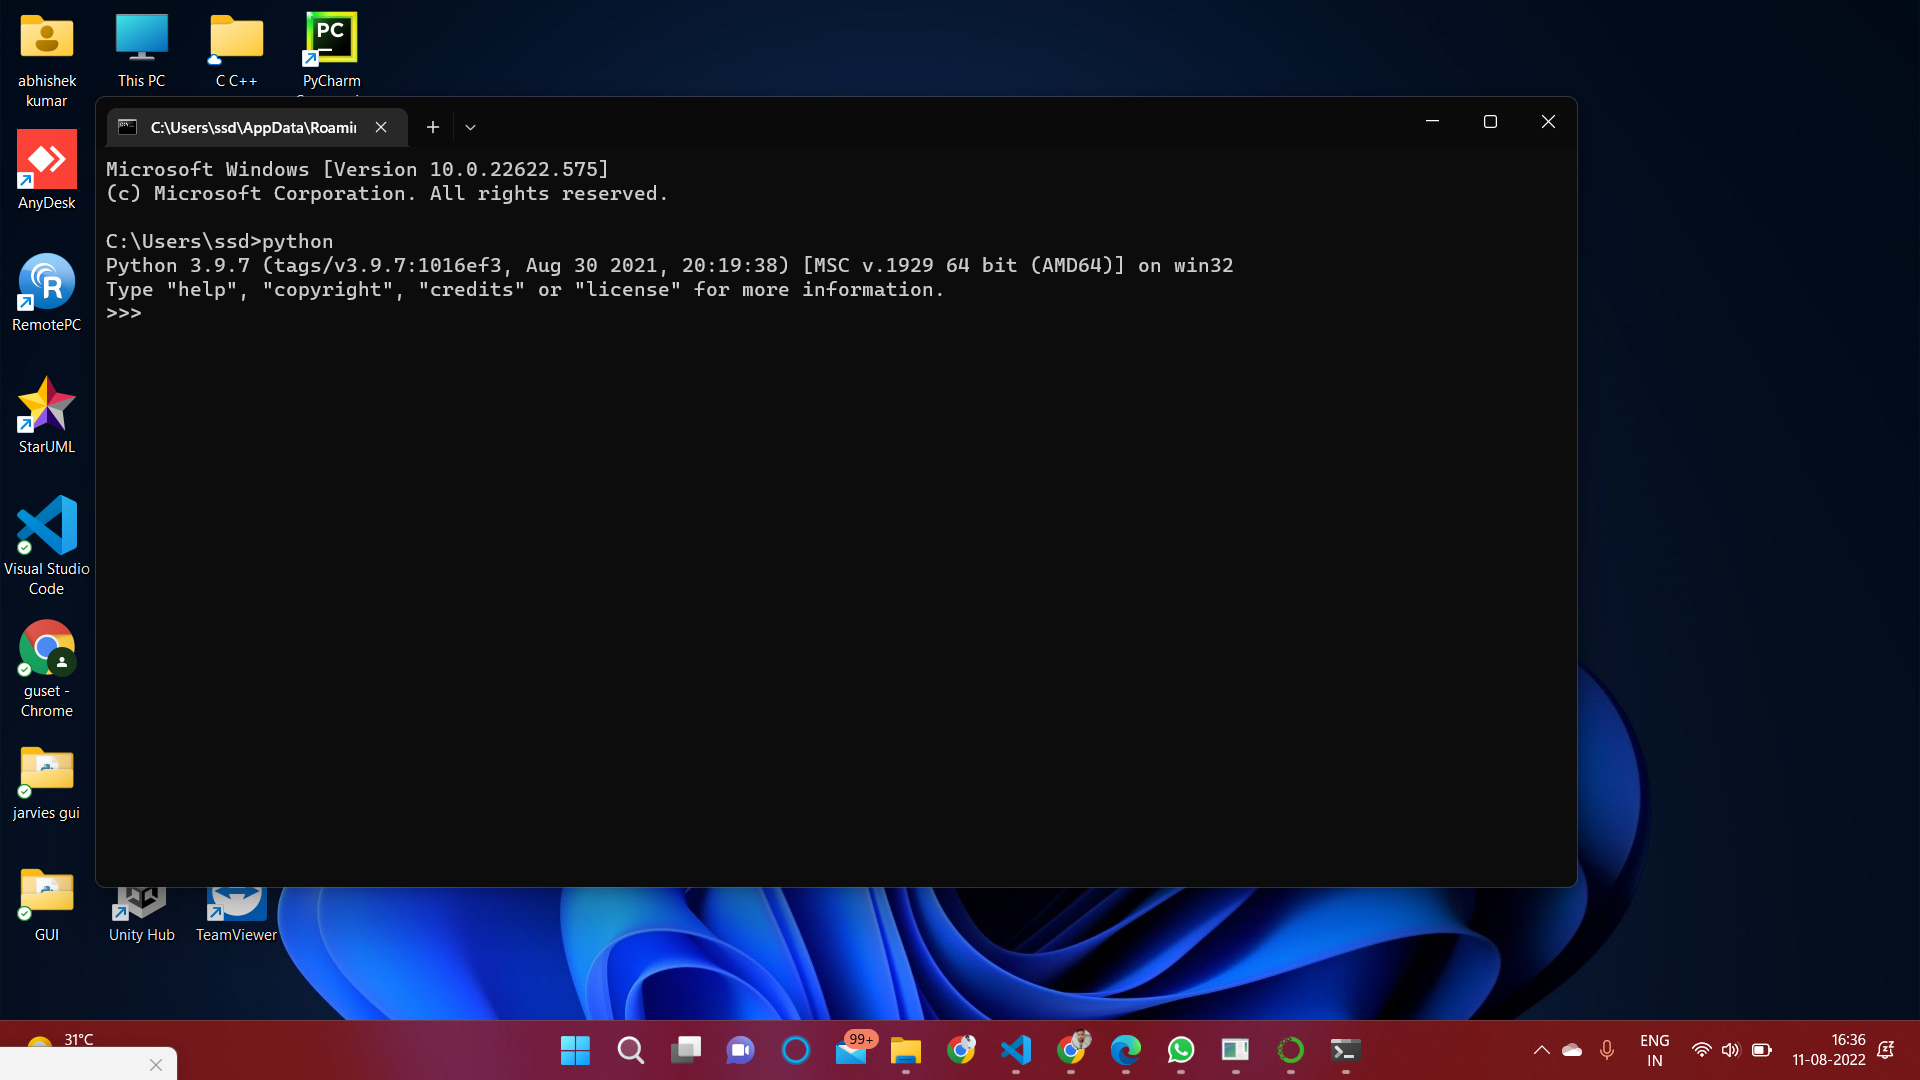 abhishek
kumar
This PC
C C++
PC
PyCharm
AnyDesk
RemotePC
StarUML
Visual Studio
Code
guset -
Chrome
jarvies gui
GUI
Unity Hub
TeamViewer
C:\Users\ssd\AppData\Roamin
Microsoft Windows [Version 10.0.22622.575]
(c) Microsoft Corporation. All rights reserved.
C:\Users\ssd>python
Python 3.9.7 (tags/v3.9.7:1016ef3, Aug 30 2021, 20:19:38) [MSC v.1929 64 bit (AMD64)] on win32
Type "help", "copyright", "credits" or "license" for more information.
>>>
31°C
99+
ENG
IN
16:36
11-08-2022